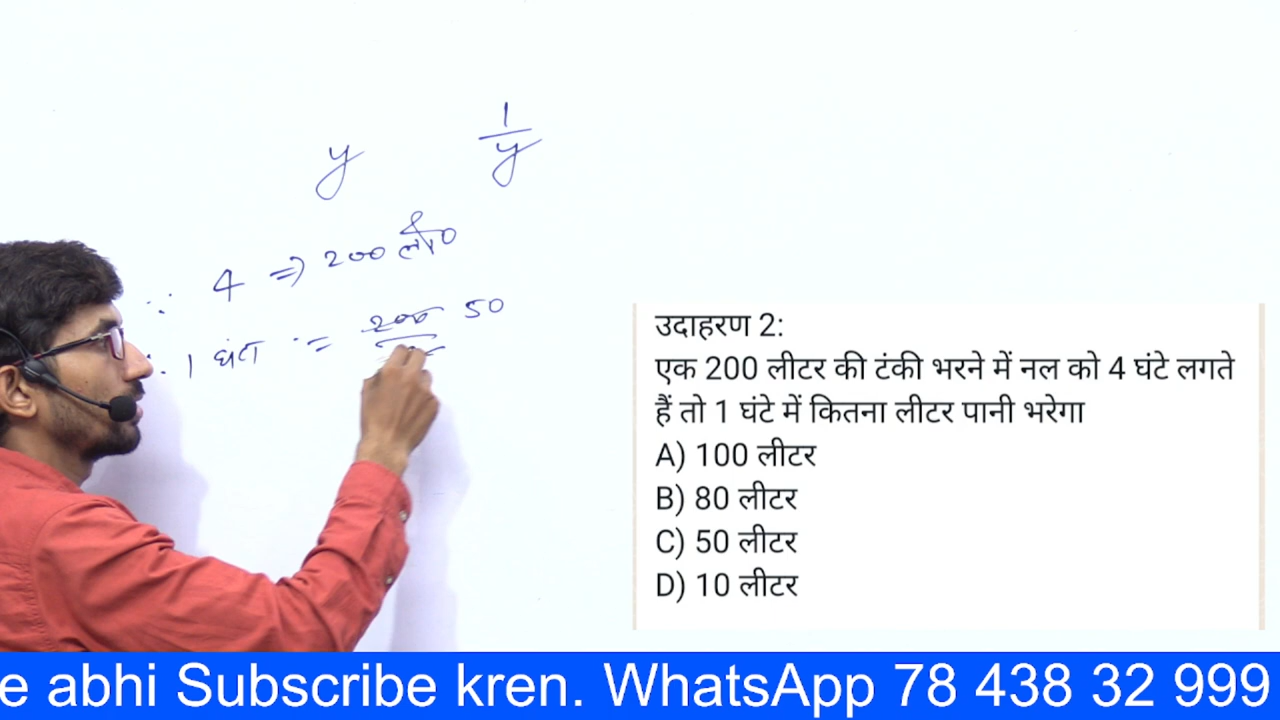 y
1/y
∵ 4 ⇒ 200 ली०
1 घंटा = 200 50
उदाहरण 2:
एक 200 लीटर की टंकी भरने में नल को 4 घंटे लगते
हैं तो 1 घंटे में कितना लीटर पानी भरेगा
A) 100 लीटर
B) 80 लीटर
C) 50 लीटर
D) 10 लीटर
e abhi Subscribe kren. WhatsApp 78 438 32 999